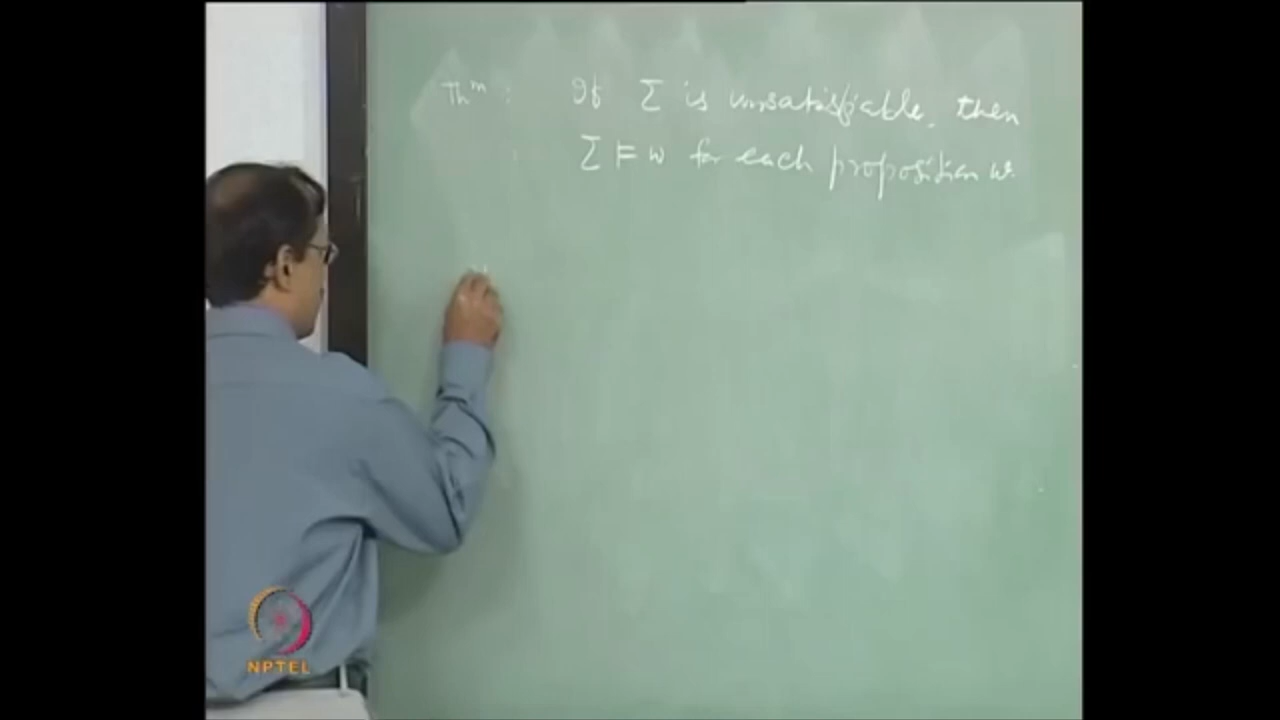 Thᵐ : If Σ is unsatisfiable, then
Σ ⊨ w for each proposition w.
NPTEL